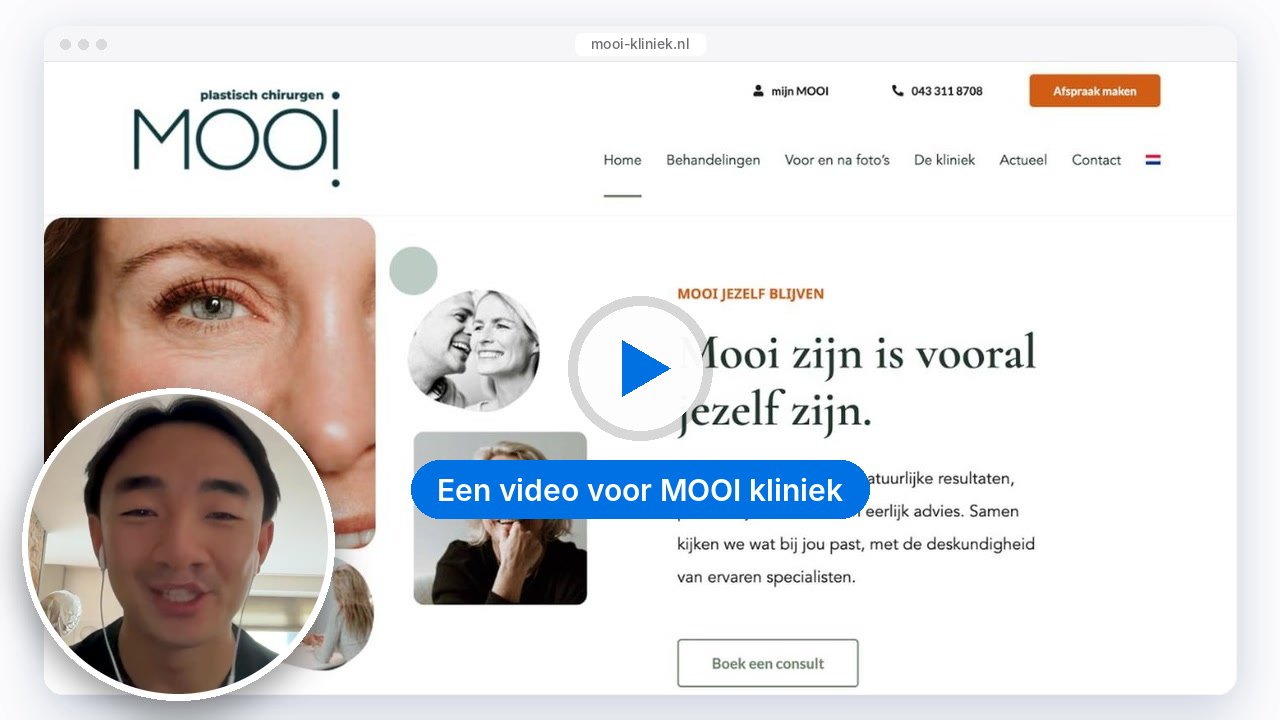 mooi-kliniek.nl
plastisch chirurgen
MOOI
mijn MOOI
043 311 8708
Afspraak maken
Home
Behandelingen
Voor en na foto's
De kliniek
Actueel
Contact
MOOI JEZELF BLIJVEN
Mooi zijn is vooral
jezelf zijn.
Een video voor MOOI kliniek
atuurlijke resultaten,
eerlijk advies. Samen
kijken we wat bij jou past, met de deskundigheid
van ervaren specialisten.
Boek een consult